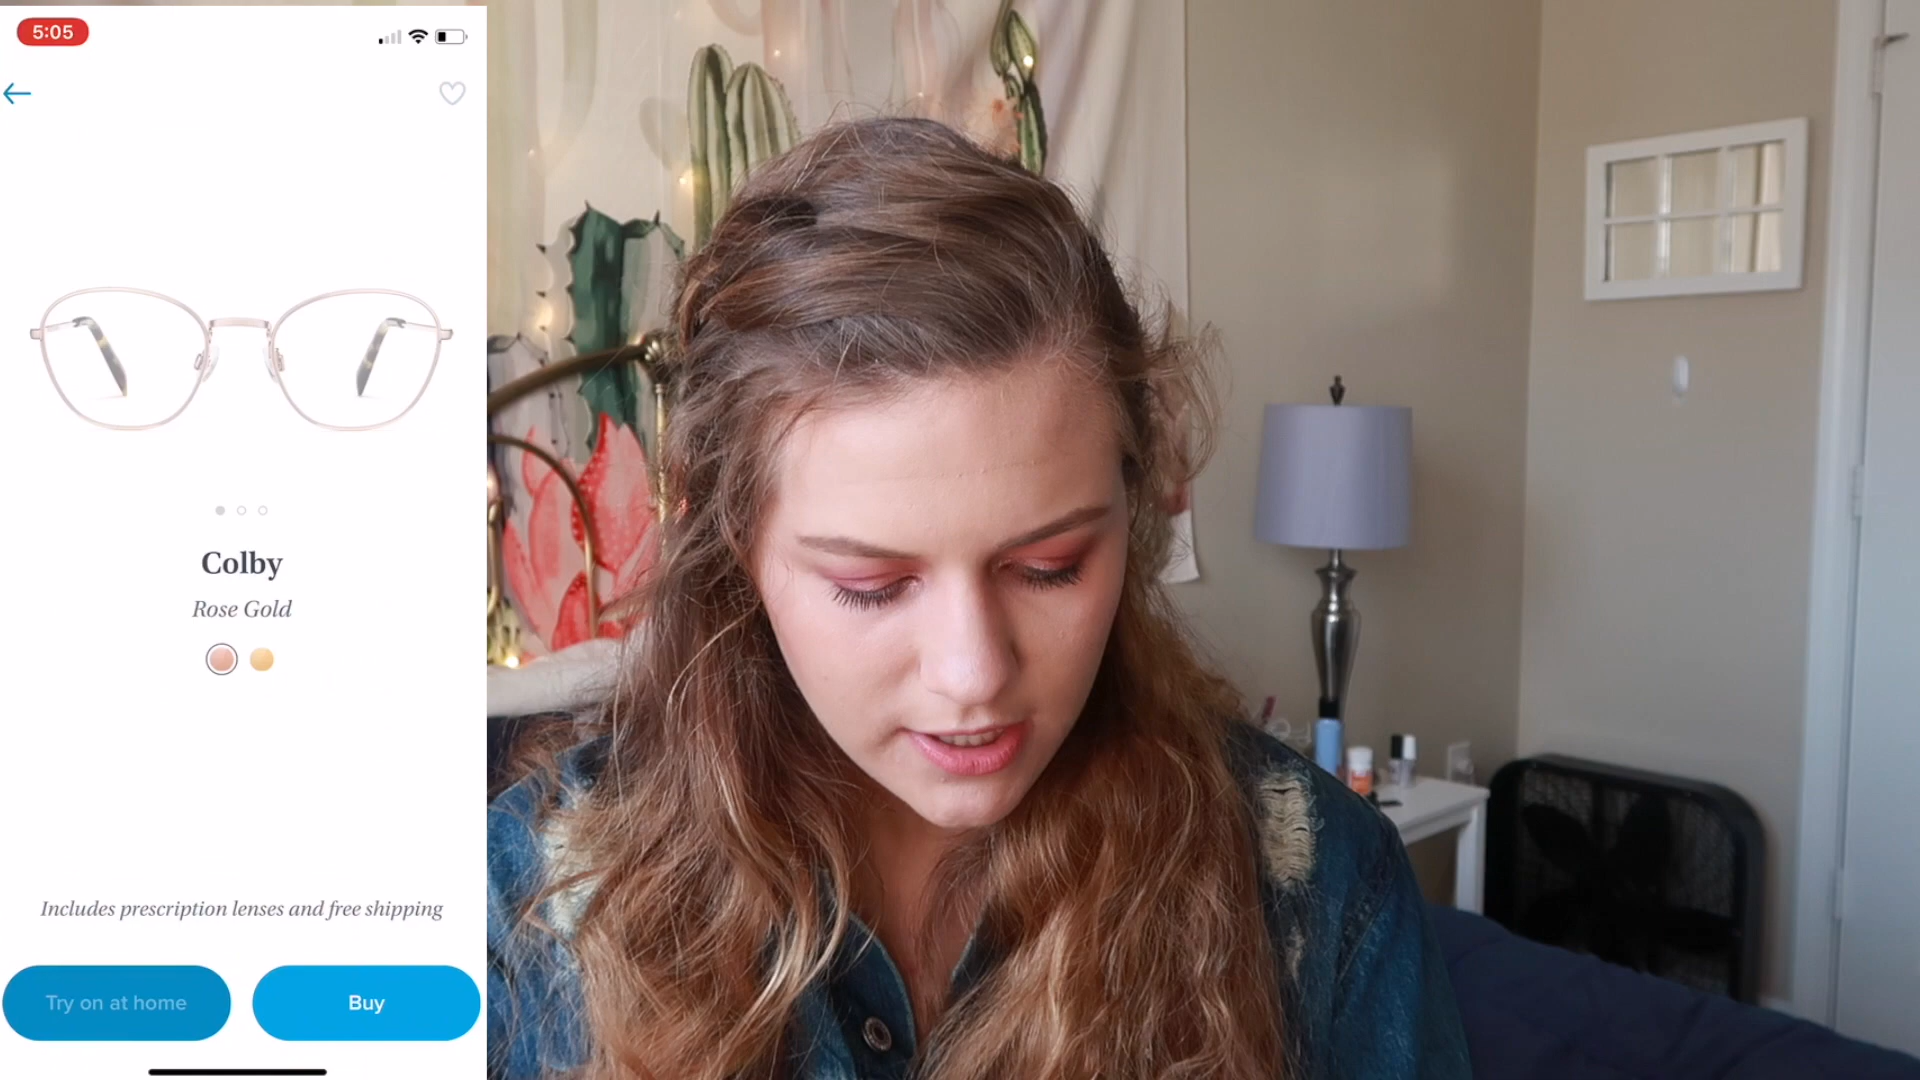 5:05
Colby
Rose Gold
Includes prescription lenses and free shipping
Try on at home
Buy